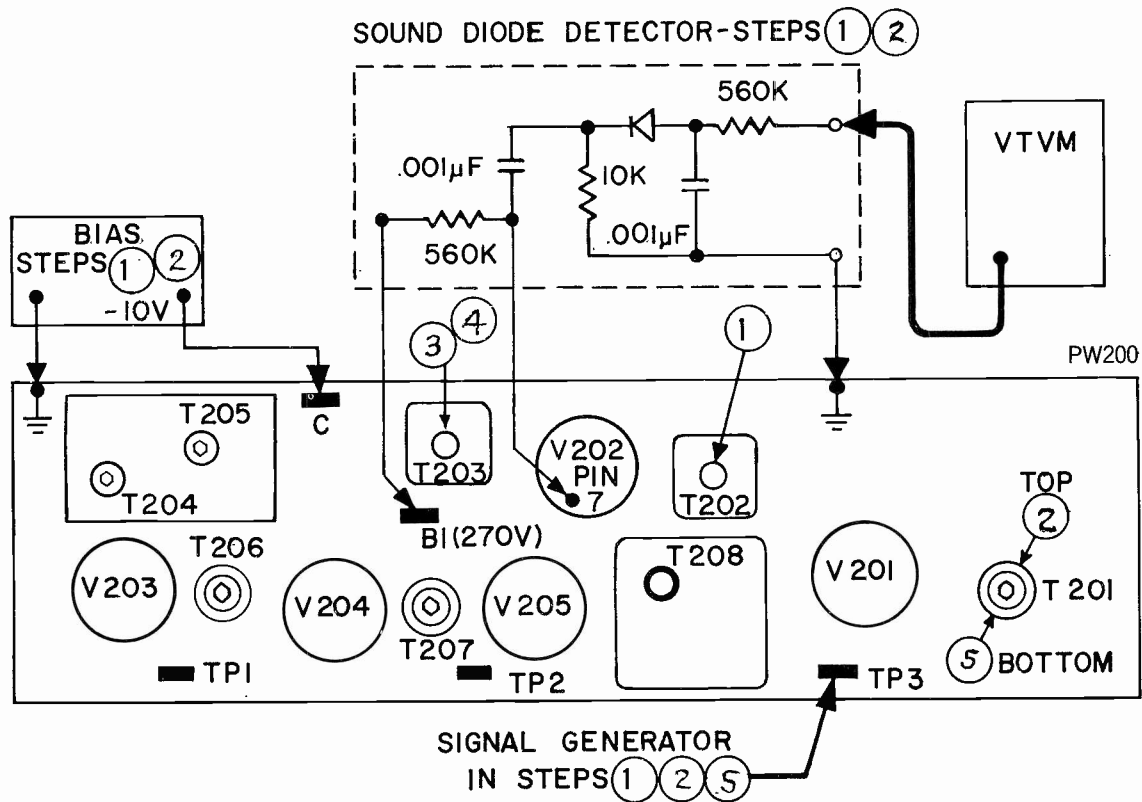 SOUND DIODE DETECTOR-STEPS 1 2
560K
VTVM
.001µF
10K
.001µF
560K
BIAS
STEPS 1 2
-10V
3 4
1
PW200
T205
C
T203
V202
PIN
7
T202
T204
TOP
2
B1(270V)
T206
T208
V203
V204
V205
V201
T201
T207
5 BOTTOM
TP1
TP2
TP3
SIGNAL GENERATOR
IN STEPS 1 2 5